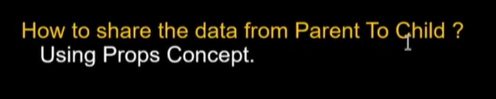 How to share the data from Parent To Child ?
Using Props Concept.